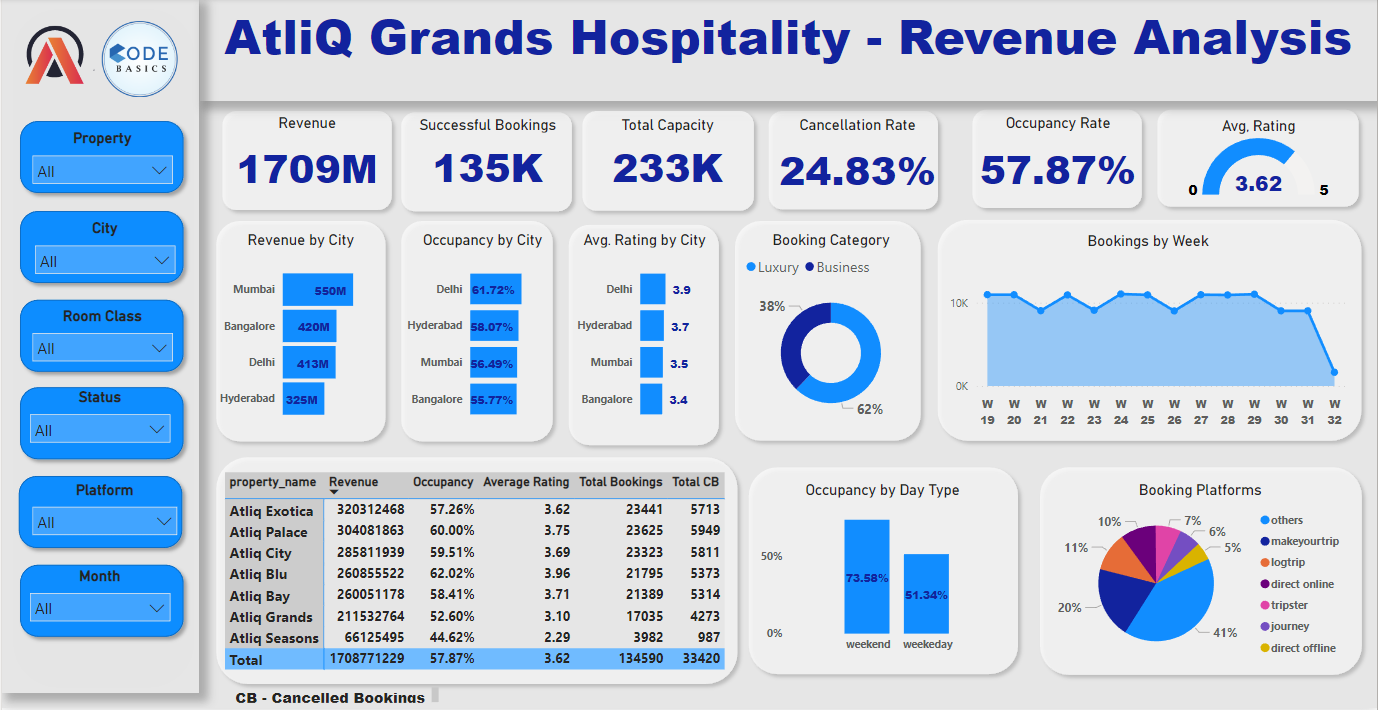 AtliQ Grands Hospitality - Revenue Analysis
CODE
BASICS
Property
All
City
All
Room Class
All
Status
All
Platform
All
Month
All
Revenue
1709M
Successful Bookings
135K
Total Capacity
233K
Cancellation Rate
24.83%
Occupancy Rate
57.87%
Avg, Rating
0 3.62 5
Revenue by City
Mumbai 550M
Bangalore 420M
Delhi 413M
Hyderabad 325M
Occupancy by City
Delhi 61.72%
Hyderabad 58.07%
Mumbai 56.49%
Bangalore 55.77%
Avg. Rating by City
Delhi 3.9
Hyderabad 3.7
Mumbai 3.5
Bangalore 3.4
Booking Category
Luxury Business
38%
62%
Bookings by Week
10K
0K
W W W W W W W W W W W W W W
19 20 21 22 23 24 25 26 27 28 29 30 31 32
property_name Revenue Occupancy Average Rating Total Bookings Total CB
Atliq Exotica 320312468 57.26% 3.62 23441 5713
Atliq Palace 304081863 60.00% 3.75 23625 5949
Atliq City 285811939 59.51% 3.69 23323 5811
Atliq Blu 260855522 62.02% 3.96 21795 5373
Atliq Bay 260051178 58.41% 3.71 21389 5314
Atliq Grands 211532764 52.60% 3.10 17035 4273
Atliq Seasons 66125495 44.62% 2.29 3982 987
Total 1708771229 57.87% 3.62 134590 33420
CB - Cancelled Bookings
Occupancy by Day Type
50%
0%
73.58%
51.34%
weekend weekeday
Booking Platforms
7%
6%
5%
10%
11%
20%
41%
others
makeyourtrip
logtrip
direct online
tripster
journey
direct offline